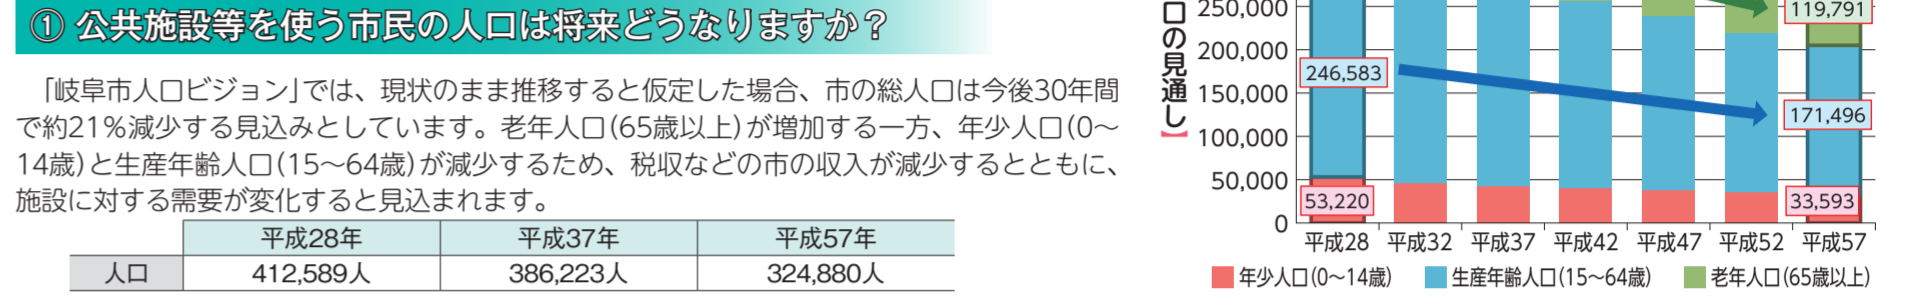 ① 公共施設等を使う市民の人口は将来どうなりますか？
「岐阜市人口ビジョン」では、現状のまま推移すると仮定した場合、市の総人口は今後30年間
で約21％減少する見込みとしています。老年人口（65歳以上）が増加する一方、年少人口（0～
14歳）と生産年齢人口（15～64歳）が減少するため、税収などの市の収入が減少するとともに、
施設に対する需要が変化すると見込まれます。
平成28年 平成37年 平成57年
人口 412,589人 386,223人 324,880人
口の見通し】
250,000
200,000
150,000
100,000
50,000
0
119,791
246,583
171,496
53,220
33,593
平成28 平成32 平成37 平成42 平成47 平成52 平成57
年少人口（0～14歳） 生産年齢人口（15～64歳） 老年人口（65歳以上）